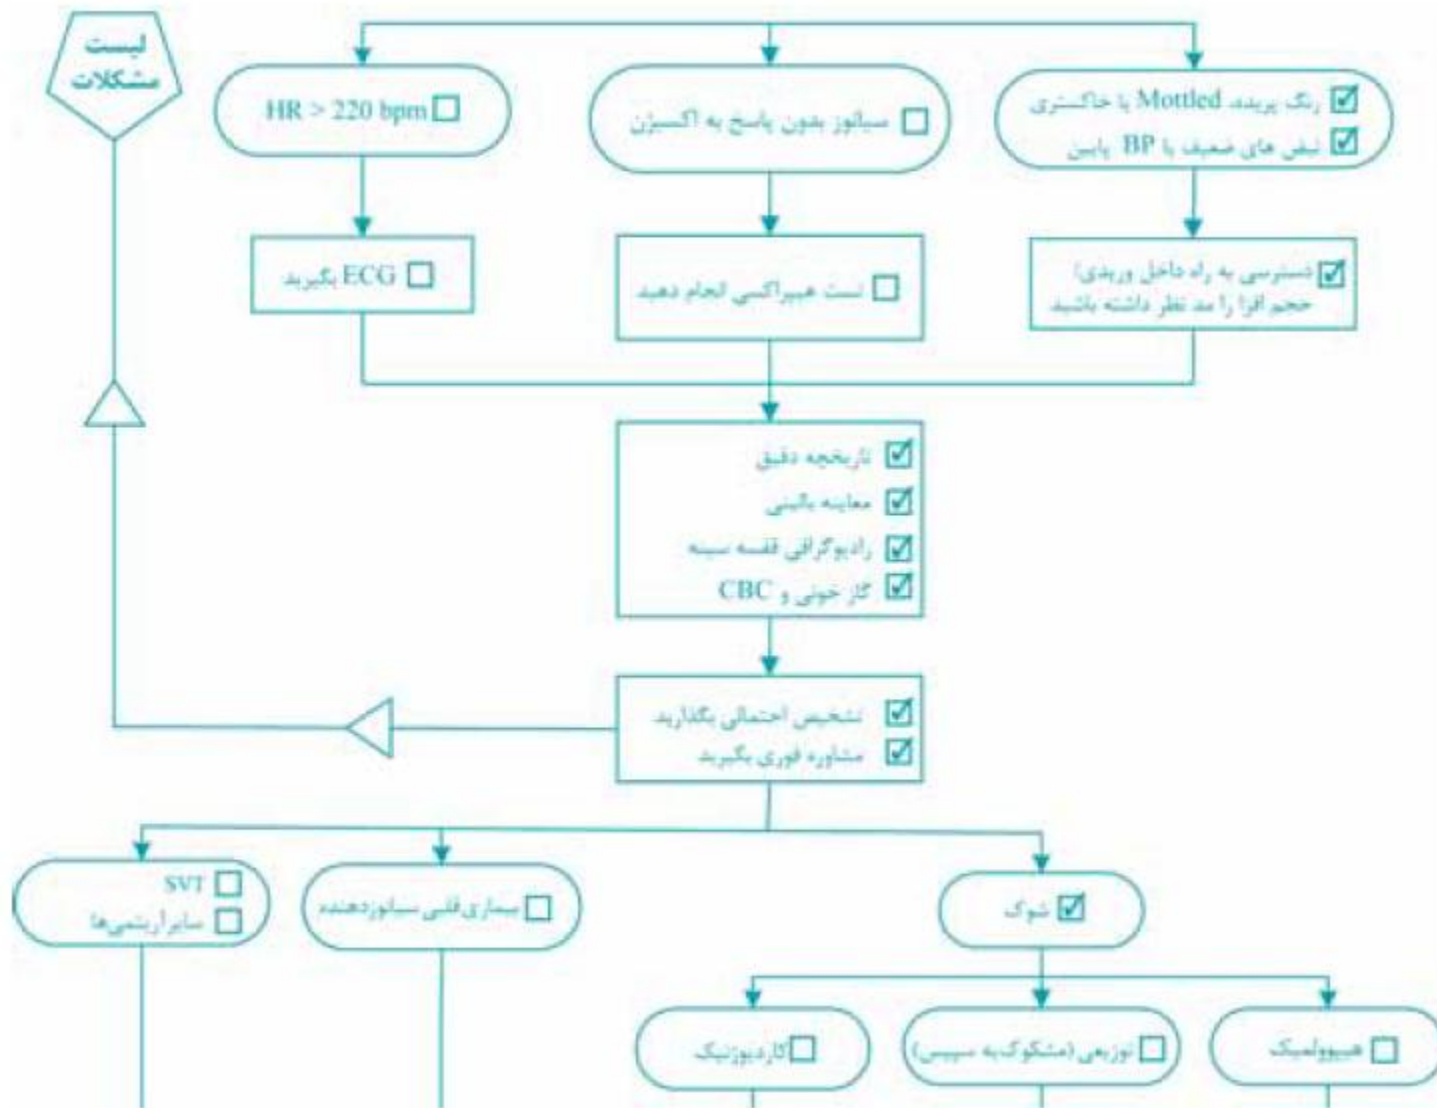 لیست
مشکلات
رنگ پریده، Mottled یا خاکستری
نبض های ضعیف یا BP پایین
سیانوز بدون پاسخ به اکسیژن
HR > 220 bpm
دسترسی به راه داخل وریدی/
حجم افزا را مد نظر داشته باشید
تست هیپراکسی انجام دهید
ECG بگیرید
تاریخچه دقیق
معاینه بالینی
رادیوگرافی قفسه سینه
گاز خونی و CBC
تشخیص احتمالی بگذارید
مشاوره فوری بگیرید
شوک
بیماری قلبی سیانوزدهنده
SVT
سایر آریتمی‌ها
هیپوولمیک
توزیعی (مشکوک به سپسیس)
کاردیوژنیک